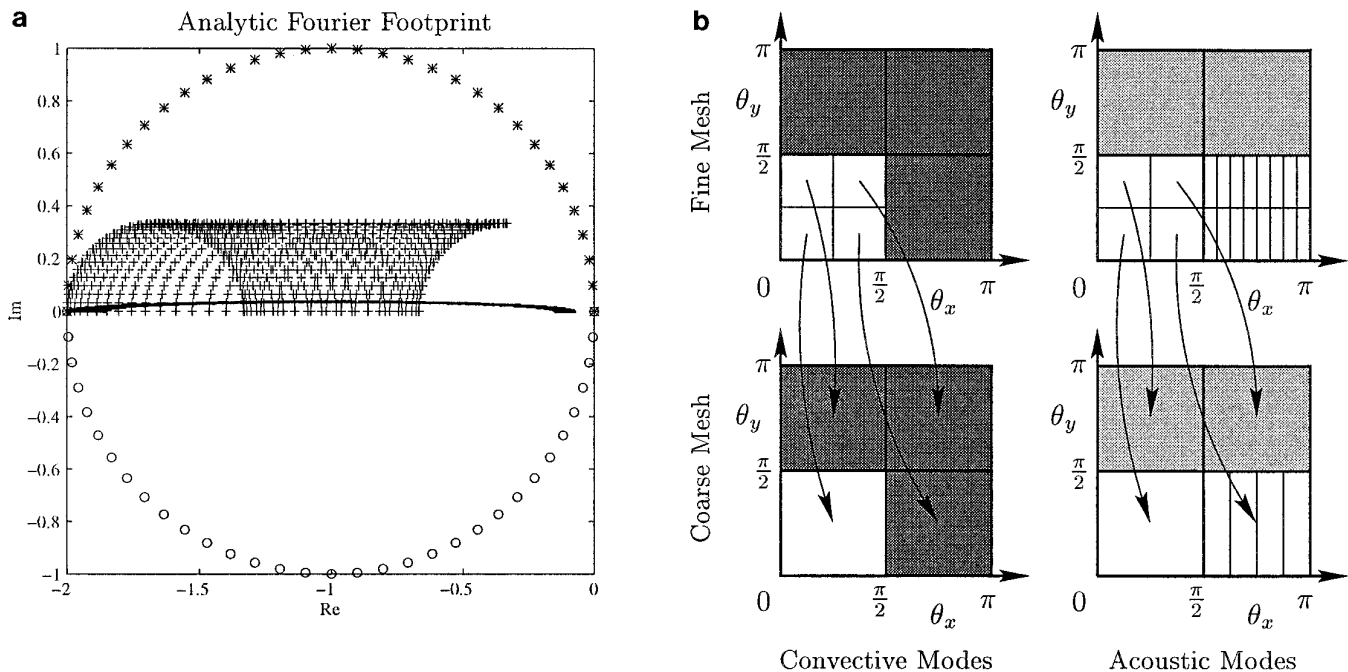 a
Analytic Fourier Footprint
1
0.8
0.6
0.4
0.2
0
−0.2
−0.4
−0.6
−0.8
−1
Im
−2
−1.5
−1
−0.5
0
Re
b
Fine Mesh
π
θy
π/2
0
π/2
θx
π
π
θy
π/2
0
π/2
θx
π
Coarse Mesh
π
θy
π/2
0
π/2
θx
π
π
θy
π/2
0
π/2
θx
π
Convective Modes
Acoustic Modes